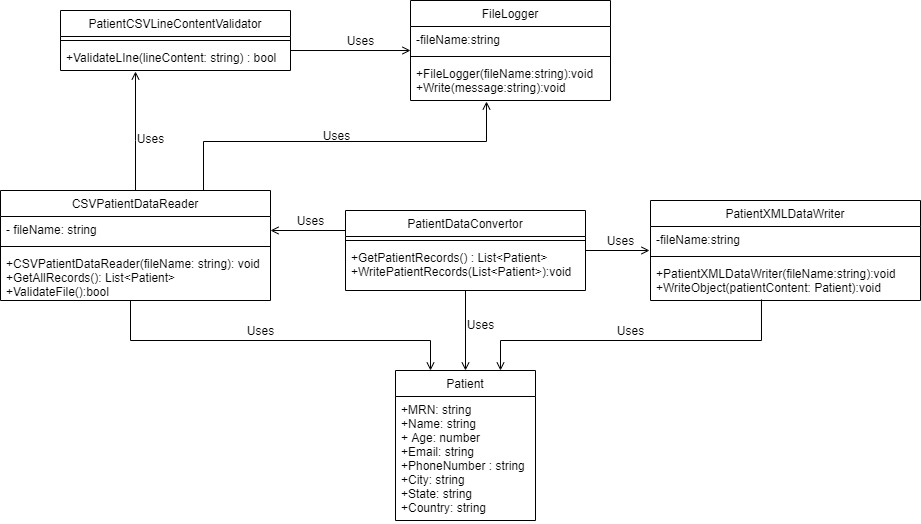 PatientCSVLineContentValidator
+ValidateLIne(lineContent: string) : bool
Uses
FileLogger
-fileName:string
+FileLogger(fileName:string):void
+Write(message:string):void
Uses
Uses
CSVPatientDataReader
- fileName: string
+CSVPatientDataReader(fileName: string): void
+GetAllRecords(): List<Patient>
+ValidateFile():bool
Uses
PatientDataConvertor
+GetPatientRecords() : List<Patient>
+WritePatientRecords(List<Patient>):void
Uses
PatientXMLDataWriter
-fileName:string
+PatientXMLDataWriter(fileName:string):void
+WriteObject(patientContent: Patient):void
Uses
Uses
Uses
Patient
+MRN: string
+Name: string
+ Age: number
+Email: string
+PhoneNumber : string
+City: string
+State: string
+Country: string